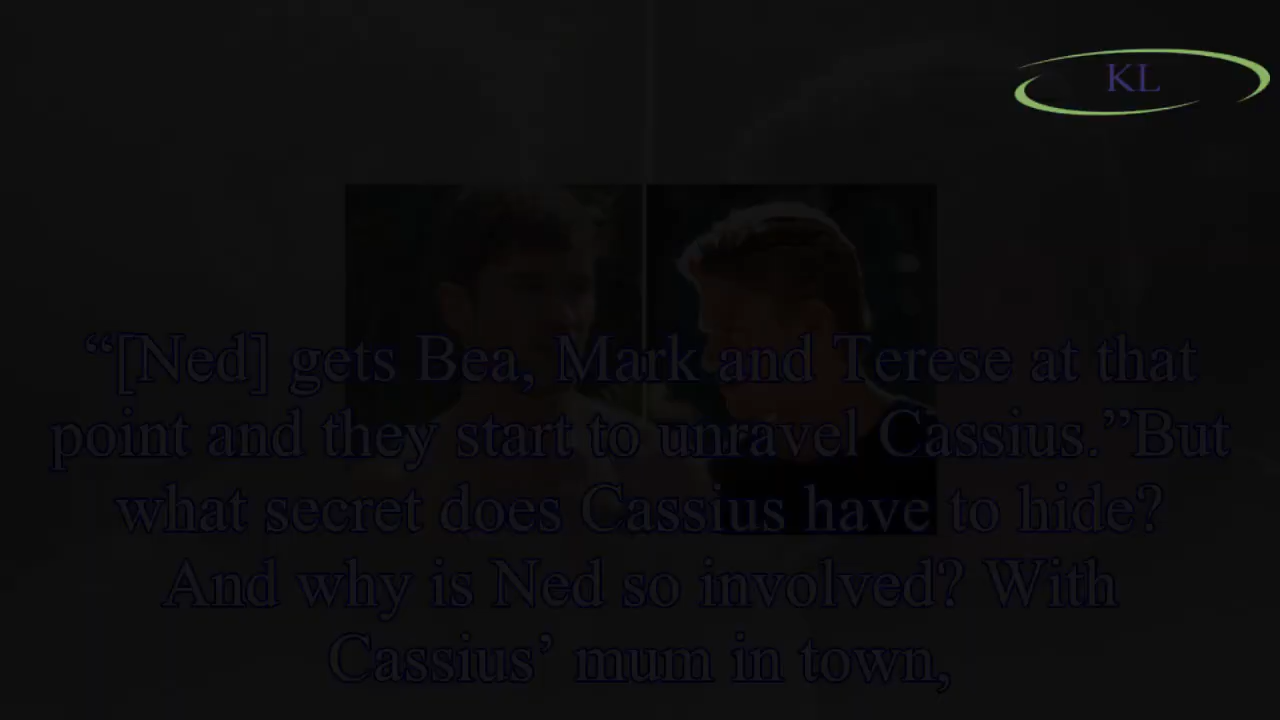 KL
“[Ned] gets Bea, Mark and Terese at that
point and they start to unravel Cassius.”But
what secret does Cassius have to hide?
And why is Ned so involved? With
Cassius’ mum in town,